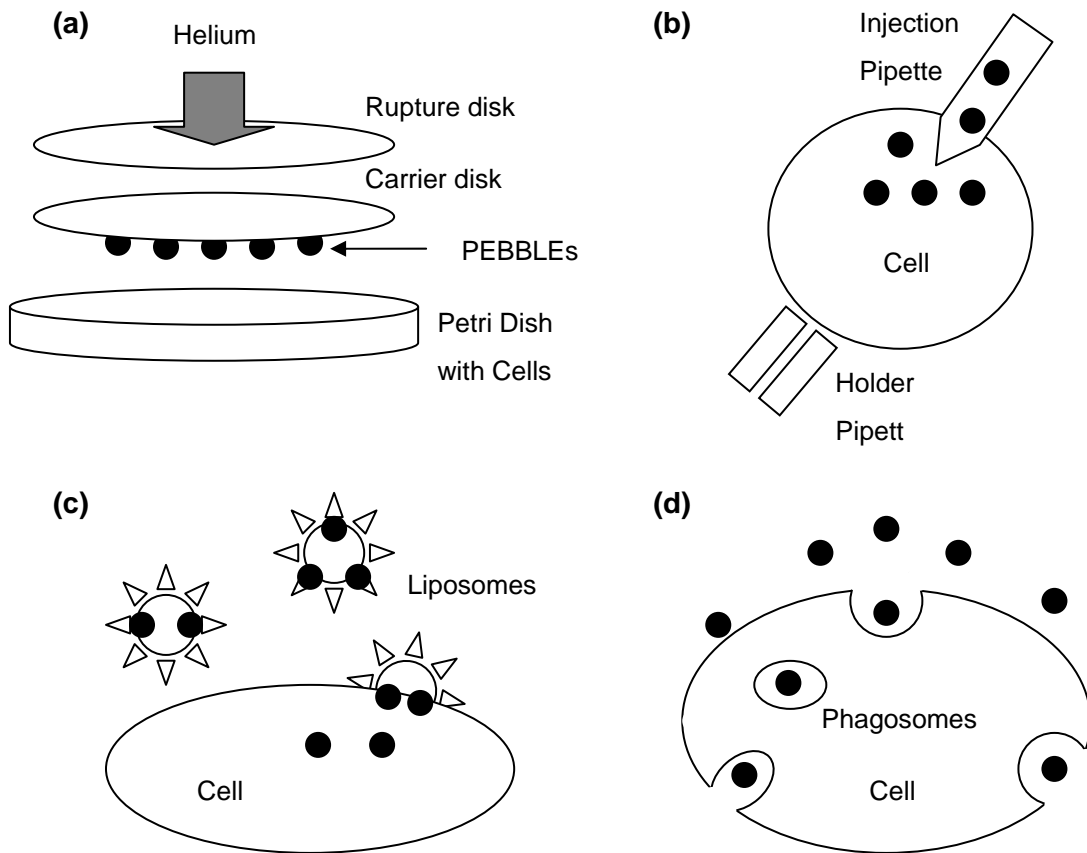 (a)
Helium
Rupture disk
Carrier disk
PEBBLEs
Petri Dish
with Cells
(b)
Injection
Pipette
Cell
Holder
Pipett
(c)
Liposomes
Cell
(d)
Phagosomes
Cell